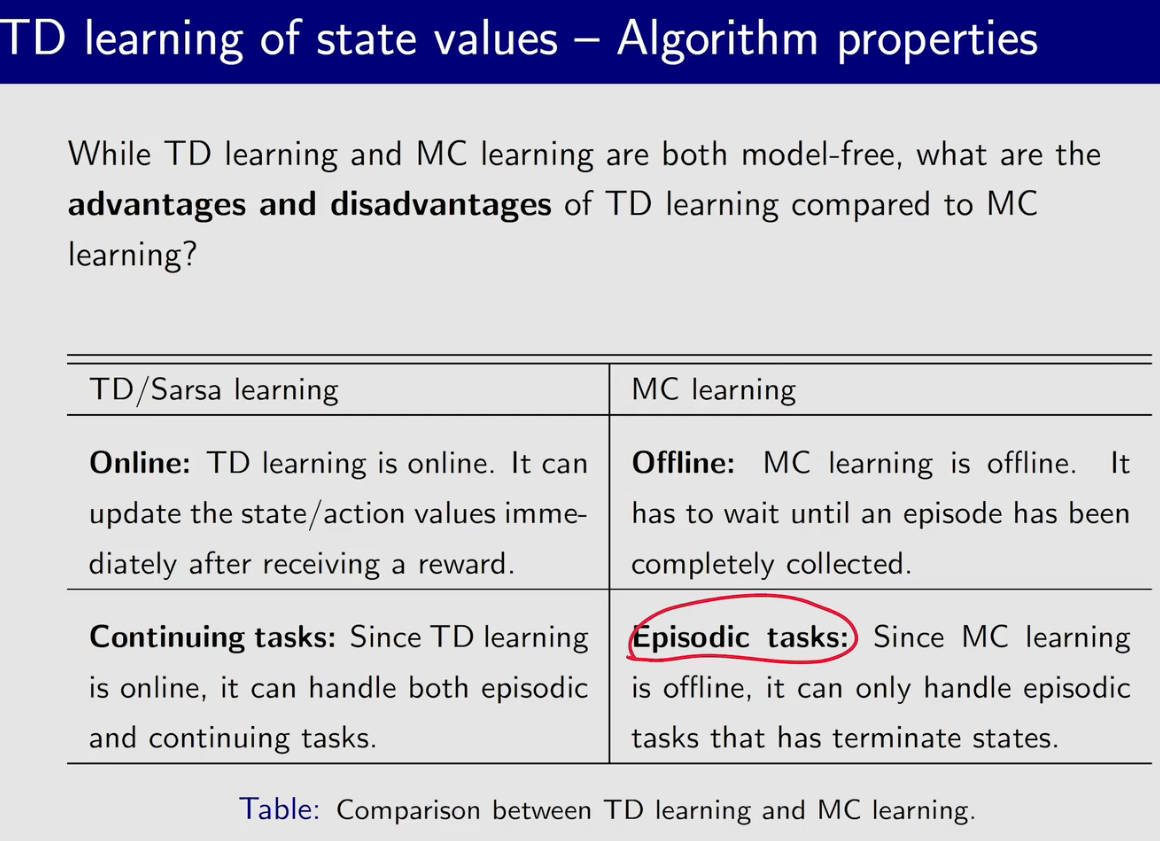 TD learning of state values – Algorithm properties
While TD learning and MC learning are both model-free, what are the
advantages and disadvantages of TD learning compared to MC
learning?
TD/Sarsa learning
MC learning
Online: TD learning is online. It can
update the state/action values imme-
diately after receiving a reward.
Offline: MC learning is offline. It
has to wait until an episode has been
completely collected.
Continuing tasks: Since TD learning
is online, it can handle both episodic
and continuing tasks.
Episodic tasks: Since MC learning
is offline, it can only handle episodic
tasks that has terminate states.
Table: Comparison between TD learning and MC learning.